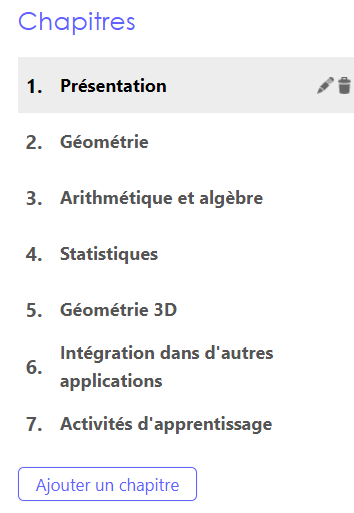 Chapitres
1. Présentation
2. Géométrie
3. Arithmétique et algèbre
4. Statistiques
5. Géométrie 3D
6. Intégration dans d'autres
applications
7. Activités d'apprentissage
Ajouter un chapitre